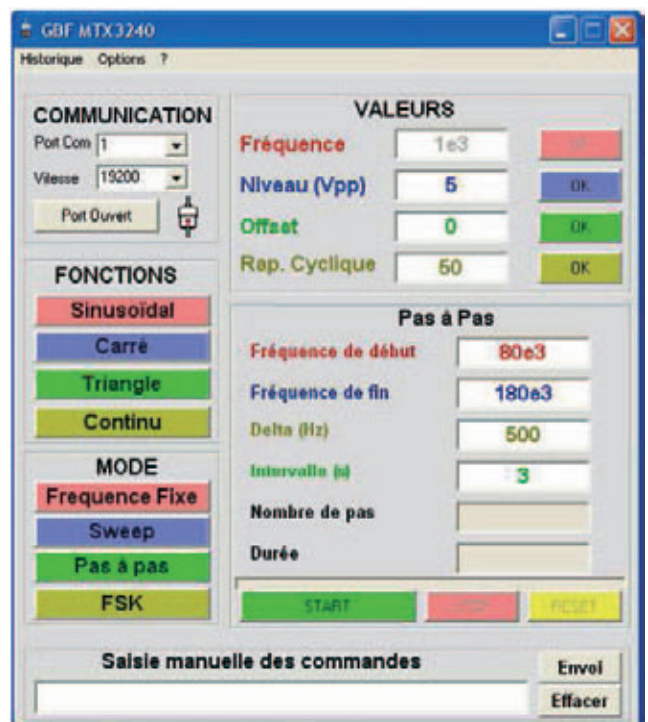 GBF MTX3240
Historique Options ?
COMMUNICATION
Port Com 1
Vitesse 19200
Port Ouvert
FONCTIONS
Sinusoïdal
Carré
Triangle
Continu
MODE
Frequence Fixe
Sweep
Pas à pas
FSK
VALEURS
Fréquence 1e3
Niveau (Vpp) 5 OK
Offset 0 OK
Rap. Cyclique 50 OK
Pas à Pas
Fréquence de début 80e3
Fréquence de fin 180e3
Delta (Hz) 500
Intervalle (s) 3
Nombre de pas
Durée
START RESET
Saisie manuelle des commandes
Envoi
Effacer